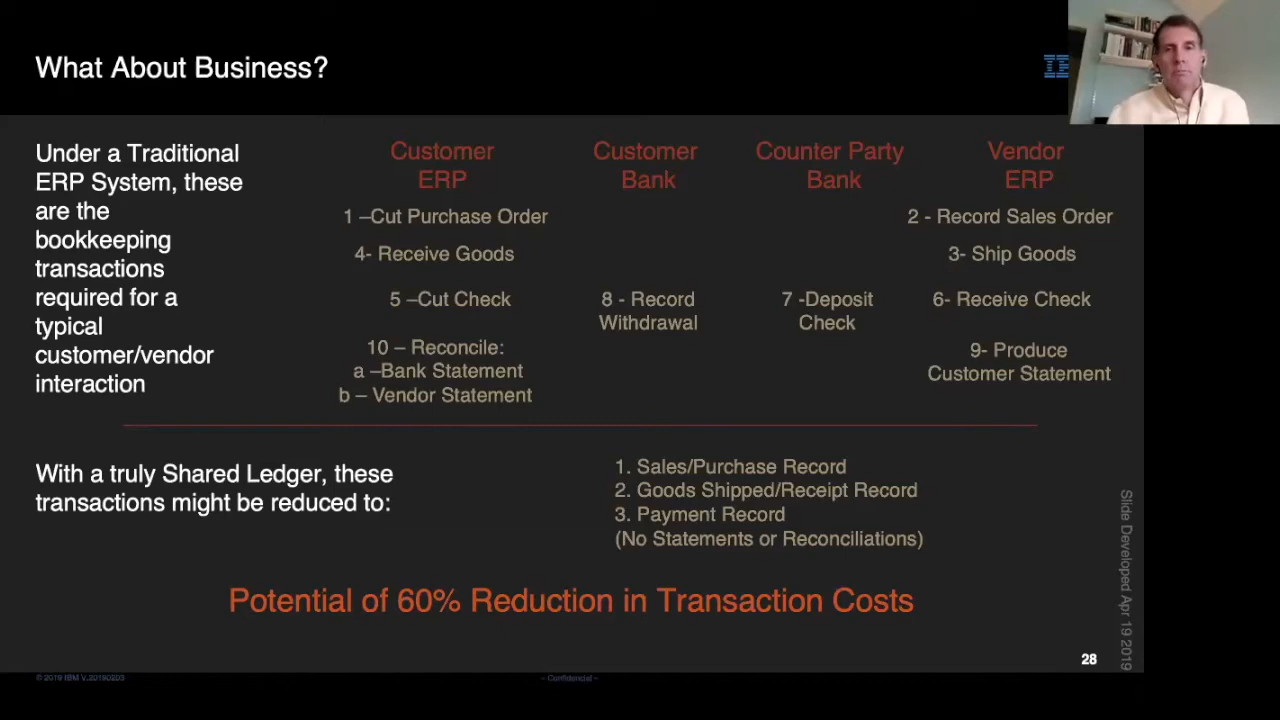 What About Business?
IB
Under a Traditional
ERP System, these
are the
bookkeeping
transactions
required for a
typical
customer/vendor
interaction
Customer
ERP
Customer
Bank
Counter Party
Bank
Vendor
ERP
1 –Cut Purchase Order
2 - Record Sales Order
4- Receive Goods
3- Ship Goods
5 –Cut Check
8 - Record
Withdrawal
7 -Deposit
Check
6- Receive Check
10 – Reconcile:
a –Bank Statement
b – Vendor Statement
9- Produce
Customer Statement
With a truly Shared Ledger, these
transactions might be reduced to:
1. Sales/Purchase Record
2. Goods Shipped/Receipt Record
3. Payment Record
(No Statements or Reconciliations)
Potential of 60% Reduction in Transaction Costs
Slide Developed Apr 19 2019
28
© 2019 IBM V.20190203
– Confidencial –